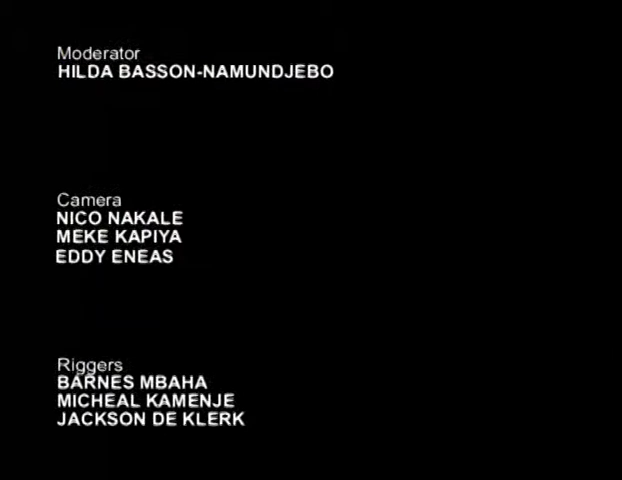 Moderator
HILDA BASSON-NAMUNDJEBO
Camera
NICO NAKALE
MEKE KAPIYA
EDDY ENEAS
Riggers
BARNES MBAHA
MICHEAL KAMENJE
JACKSON DE KLERK